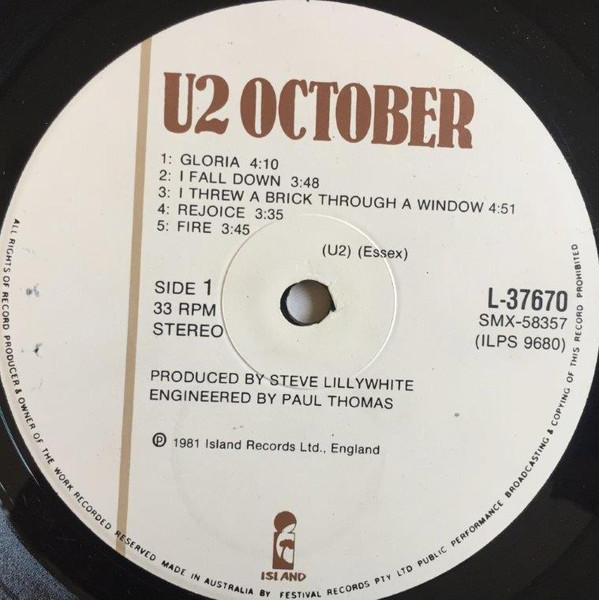 U2 OCTOBER
1: GLORIA 4:10
2: I FALL DOWN 3:48
3: I THREW A BRICK THROUGH A WINDOW 4:51
4: REJOICE 3:35
5: FIRE 3:45
(U2) (Essex)
SIDE 1
33 RPM
STEREO
L-37670
SMX-58357
(ILPS 9680)
PRODUCED BY STEVE LILLYWHITE
ENGINEERED BY PAUL THOMAS
℗ 1981 Island Records Ltd., England
ISLAND
ALL RIGHTS OF RECORD PRODUCER & OWNER OF THE WORK RECORDED RESERVED MADE IN AUSTRALIA BY FESTIVAL RECORDS PTY LTD PUBLIC PERFORMANCE BROADCASTING & COPYING OF THIS RECORD PROHIBITED